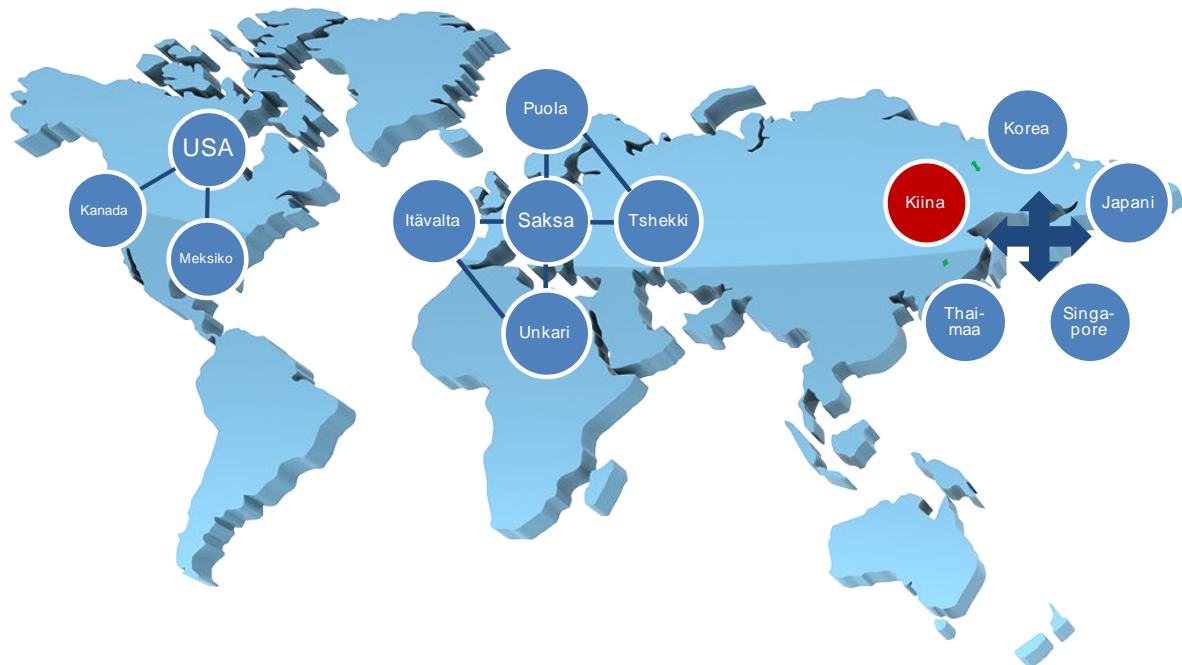 USA
Kanada
Meksiko
Puola
Itävalta
Saksa
Tshekki
Unkari
Korea
Kiina
Japani
Thai-
maa
Singa-
pore